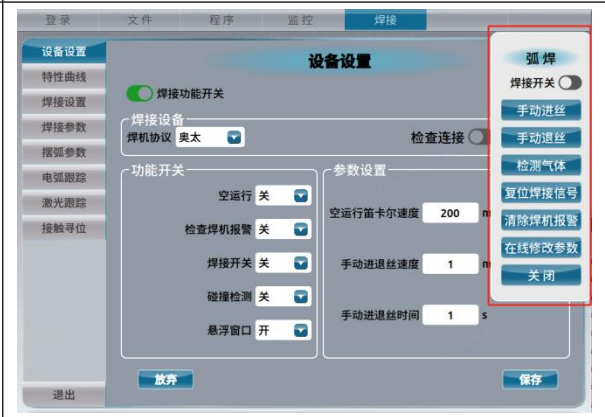 登录 文件 程序 监控 焊接
设备设置
特性曲线
焊接设置
焊接参数
摆弧参数
电弧跟踪
激光跟踪
接触寻位
退出
设备设置
焊接功能开关
焊接设备
焊机协议 奥太 检查连接
功能开关
空运行 关
检查焊机报警 关
焊接开关 关
碰撞检测 关
悬浮窗口 开
参数设置
空运行笛卡尔速度 200
手动进退丝速度 1
手动进退丝时间 1 s
放弃 保存
弧焊
焊接开关
手动进丝
手动退丝
检测气体
复位焊接信号
清除焊机报警
在线修改参数
关闭